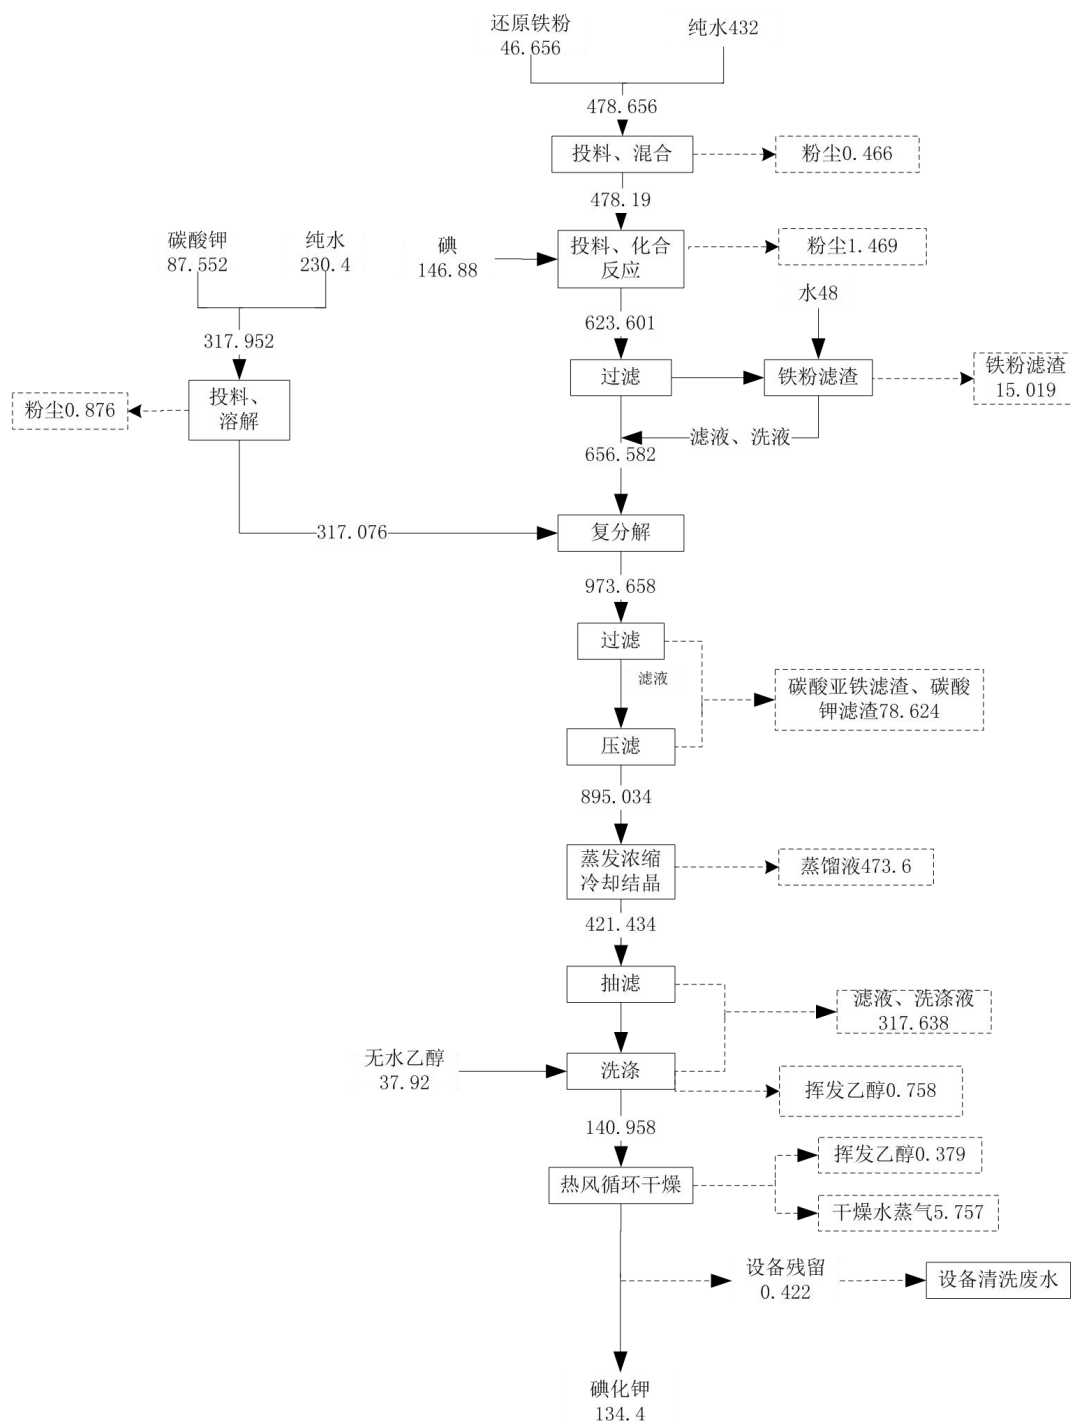 还原铁粉
46.656
纯水432
478.656
投料、混合
粉尘0.466
478.19
碳酸钾
87.552
纯水
230.4
碘
146.88
投料、化合
反应
粉尘1.469
水48
623.601
317.952
过滤
铁粉滤渣
铁粉滤渣
15.019
投料、
溶解
粉尘0.876
滤液、洗液
656.582
317.076
复分解
973.658
过滤
滤液
碳酸亚铁滤渣、碳酸
钾滤渣78.624
压滤
895.034
蒸发浓缩
冷却结晶
蒸馏液473.6
421.434
抽滤
滤液、洗涤液
317.638
无水乙醇
37.92
洗涤
挥发乙醇0.758
140.958
挥发乙醇0.379
热风循环干燥
干燥水蒸气5.757
设备残留
0.422
设备清洗废水
碘化钾
134.4